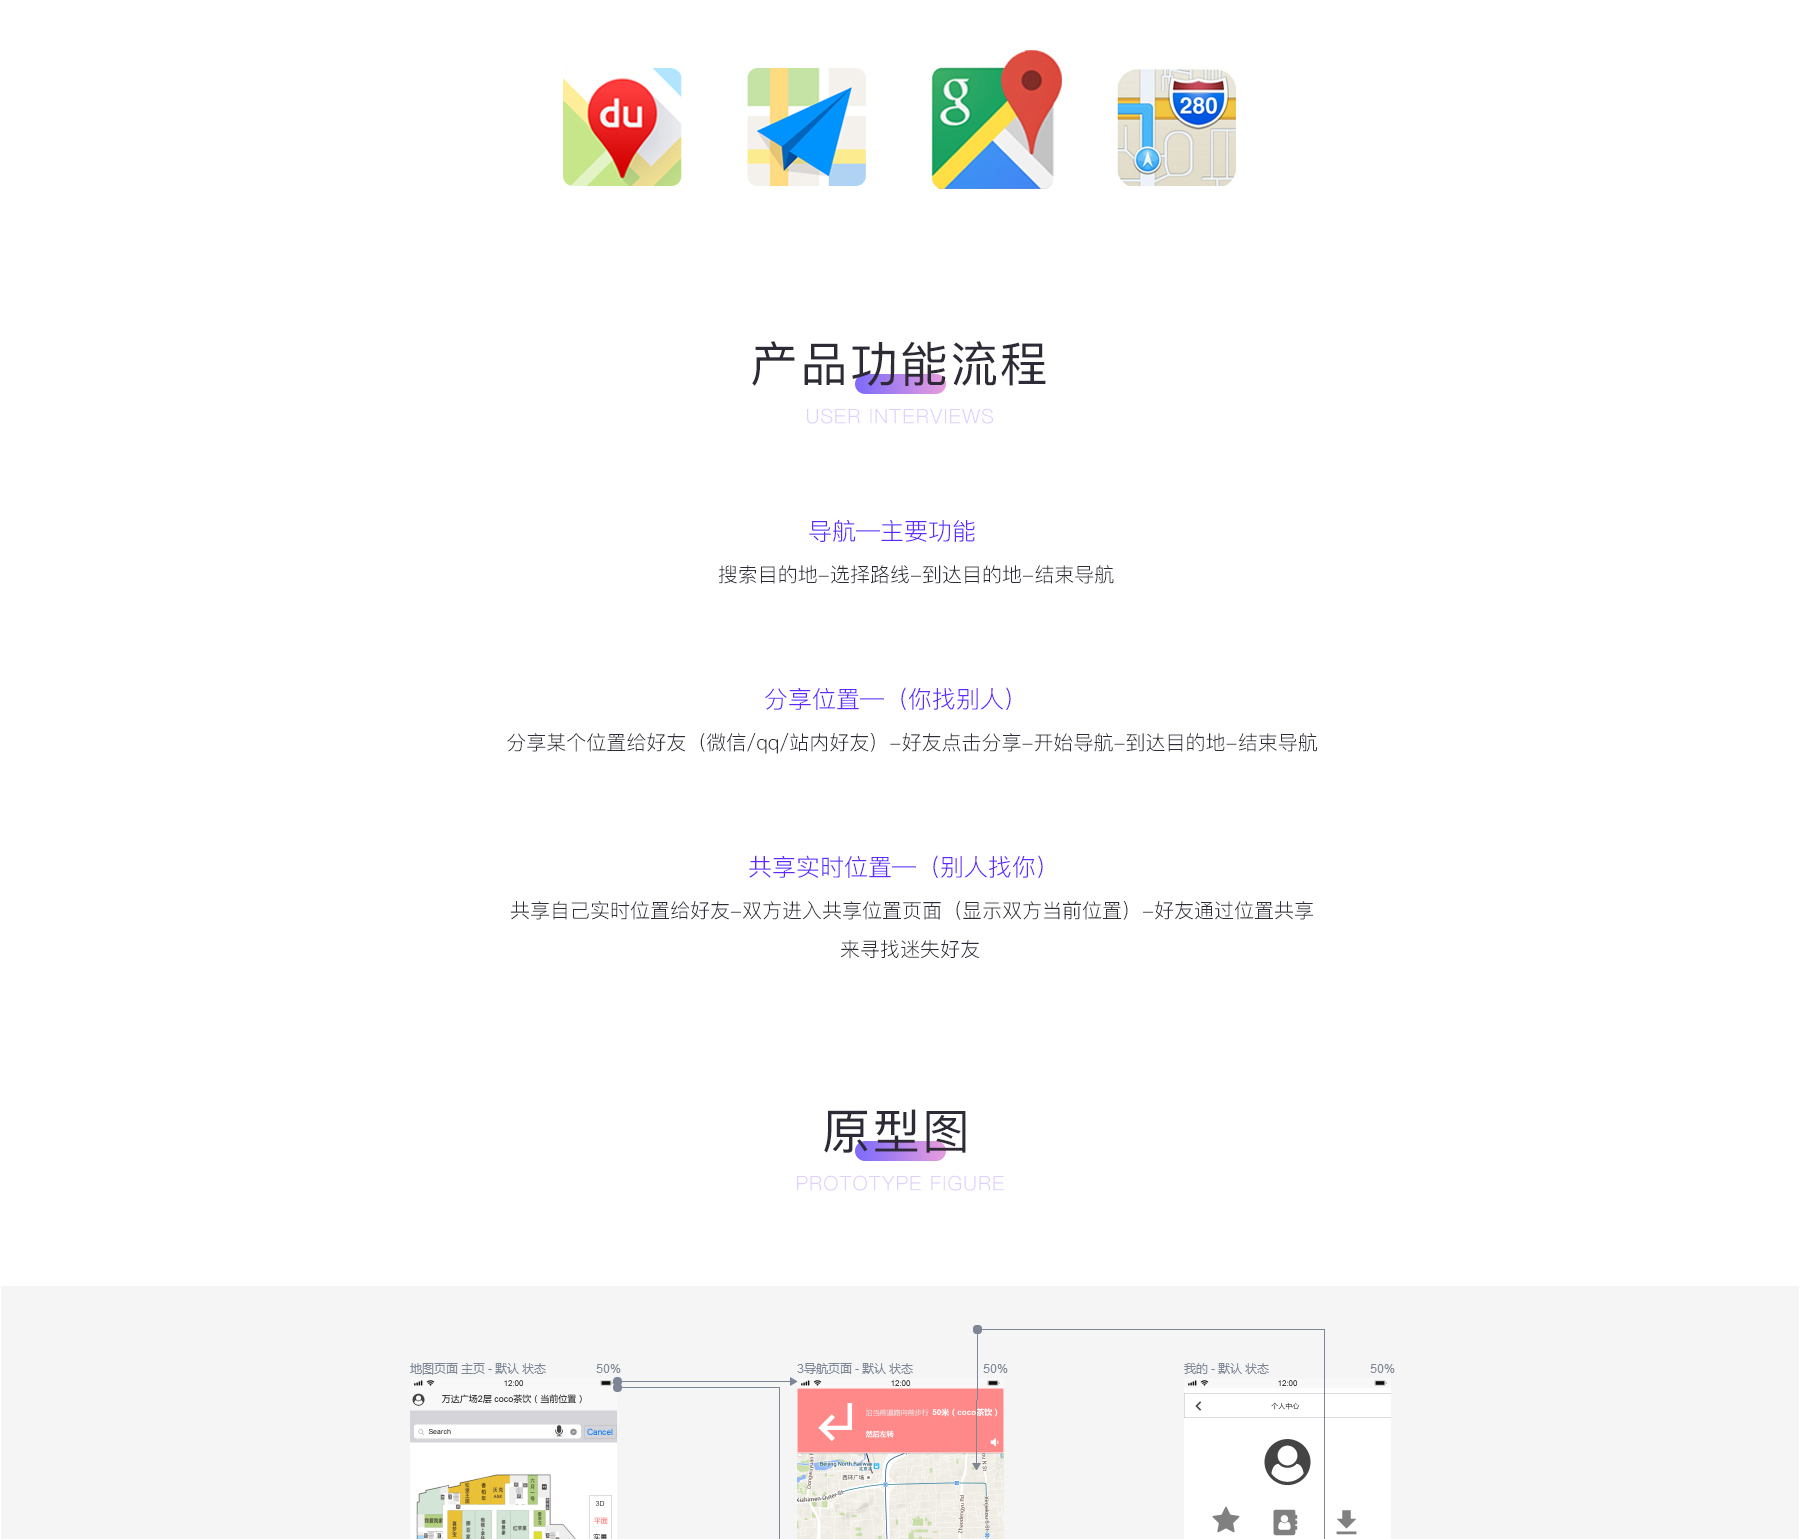 du
g
280
产品功能流程
USER INTERVIEWS
导航—主要功能
搜索目的地–选择路线–到达目的地–结束导航
分享位置—（你找别人）
分享某个位置给好友（微信/qq/站内好友）–好友点击分享–开始导航–到达目的地–结束导航
共享实时位置—（别人找你）
共享自己实时位置给好友–双方进入共享位置页面（显示双方当前位置）–好友通过位置共享
来寻找迷失好友
原型图
PROTOTYPE FIGURE
地图页面 主页 - 默认 状态 50%
12:00
万达广场2层 coco茶饮（当前位置）
Search
Cancel
3D
平面
3导航页面 - 默认 状态 50%
12:00
50米（coco茶饮）
然后左转
Beijing North Railway
西环广场
我的 - 默认 状态 50%
12:00
个人中心